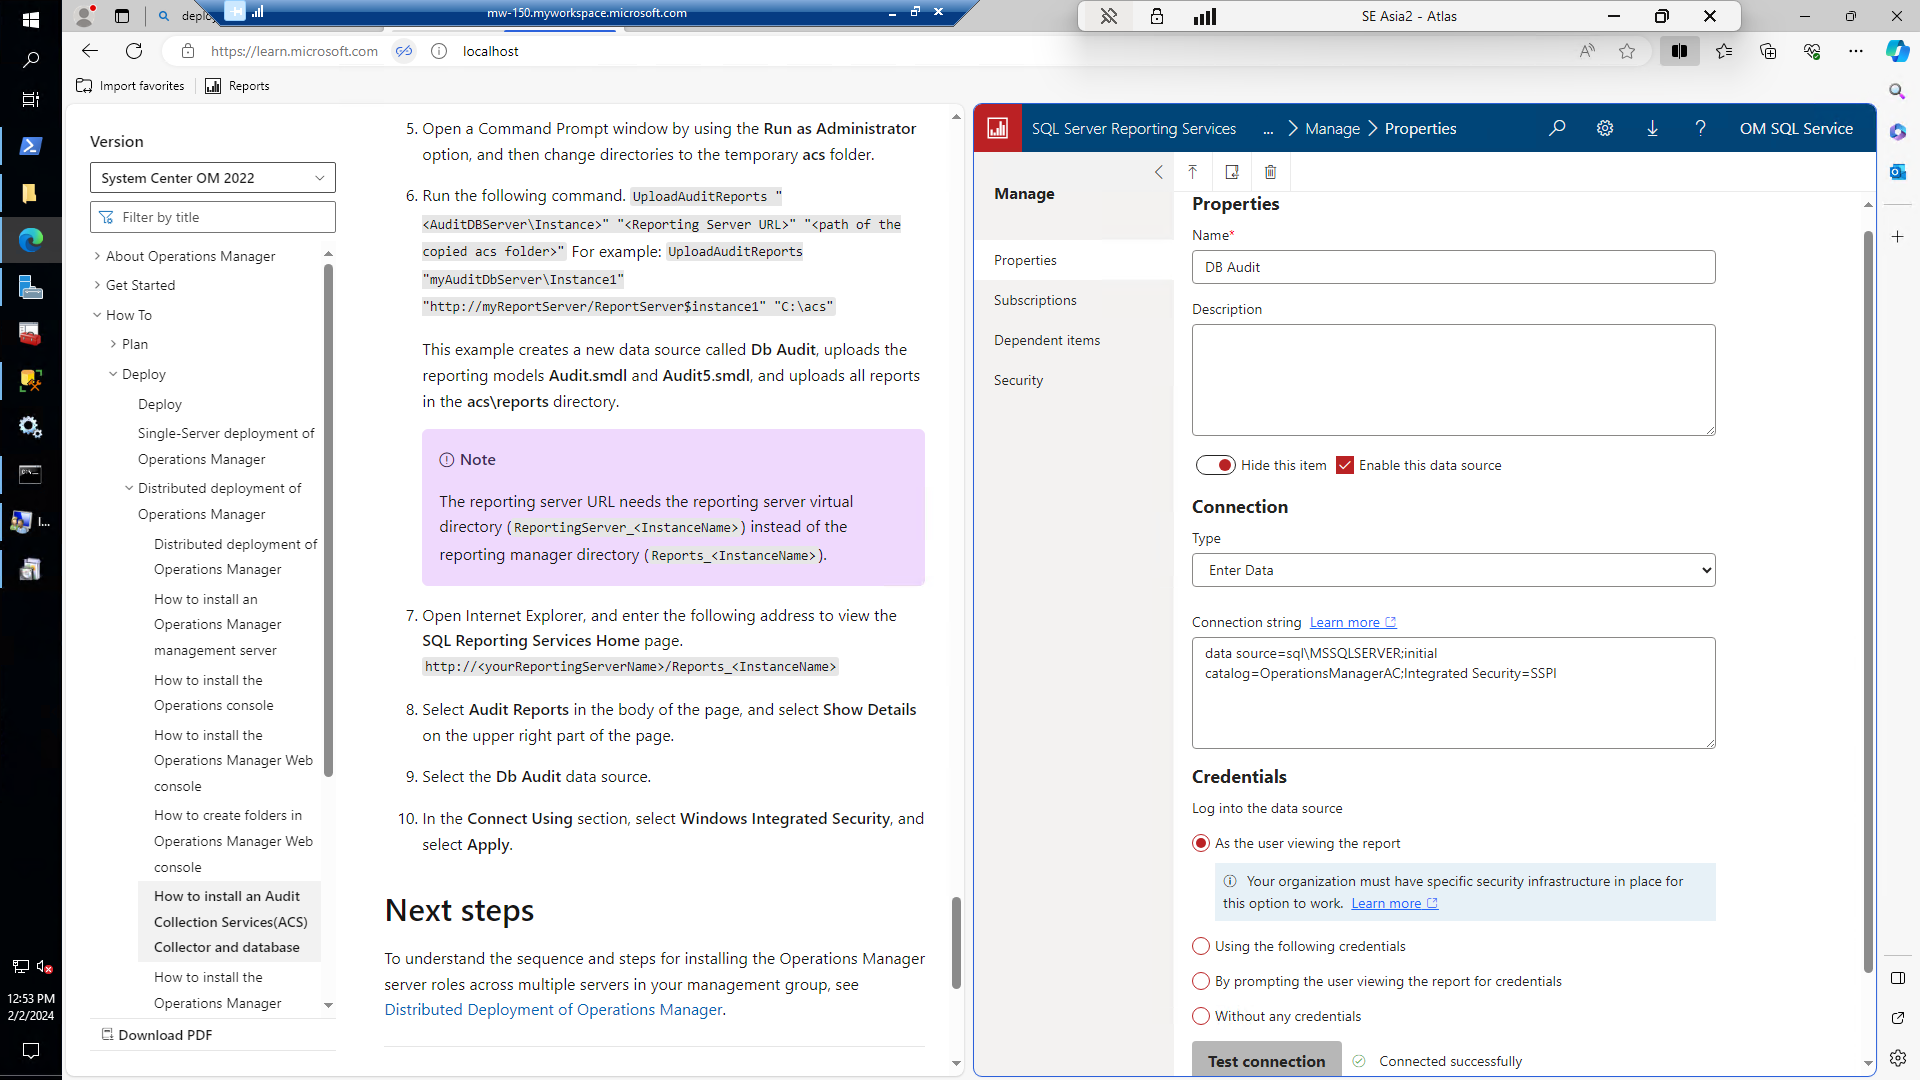 deplo
mw-150.myworkspace.microsoft.com
SE Asia2 - Atlas
https://learn.microsoft.com
localhost
Import favorites
Reports
Version
System Center OM 2022
Filter by title
About Operations Manager
Get Started
How To
Plan
Deploy
Deploy
Single-Server deployment of
Operations Manager
Distributed deployment of
Operations Manager
Distributed deployment of
Operations Manager
How to install an
Operations Manager
management server
How to install the
Operations console
How to install the
Operations Manager Web
console
How to create folders in
Operations Manager Web
console
How to install an Audit
Collection Services(ACS)
Collector and database
How to install the
Operations Manager
Download PDF
5. Open a Command Prompt window by using the Run as Administrator
option, and then change directories to the temporary acs folder.
6. Run the following command. UploadAuditReports "
<AuditDBServer\Instance>" "<Reporting Server URL>" "<path of the
copied acs folder>" For example: UploadAuditReports
"myAuditDbServer\Instance1"
"http://myReportServer/ReportServer$instance1" "C:\acs"
This example creates a new data source called Db Audit, uploads the
reporting models Audit.smdl and Audit5.smdl, and uploads all reports
in the acs\reports directory.
Note
The reporting server URL needs the reporting server virtual
directory (ReportingServer_<InstanceName>) instead of the
reporting manager directory (Reports_<InstanceName>).
7. Open Internet Explorer, and enter the following address to view the
SQL Reporting Services Home page.
http://<yourReportingServerName>/Reports_<InstanceName>
8. Select Audit Reports in the body of the page, and select Show Details
on the upper right part of the page.
9. Select the Db Audit data source.
10. In the Connect Using section, select Windows Integrated Security, and
select Apply.
Next steps
To understand the sequence and steps for installing the Operations Manager
server roles across multiple servers in your management group, see
Distributed Deployment of Operations Manager.
SQL Server Reporting Services ... Manage Properties
OM SQL Service
Manage
Properties
Subscriptions
Dependent items
Security
Properties
Name*
DB Audit
Description
Hide this item
Enable this data source
Connection
Type
Enter Data
Connection string Learn more
data source=sql\MSSQLSERVER;initial
catalog=OperationsManagerAC;Integrated Security=SSPI
Credentials
Log into the data source
As the user viewing the report
Your organization must have specific security infrastructure in place for
this option to work. Learn more
Using the following credentials
By prompting the user viewing the report for credentials
Without any credentials
Test connection
Connected successfully
I...
12:53 PM
2/2/2024